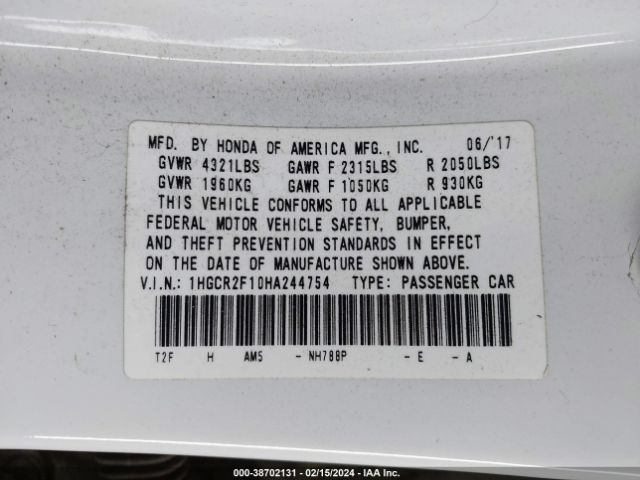 MFD. BY HONDA OF AMERICA MFG., INC. 06/'17
GVWR 4321LBS GAWR F 2315LBS R 2050LBS
GVWR 1960KG GAWR F 1050KG R 930KG
THIS VEHICLE CONFORMS TO ALL APPLICABLE
FEDERAL MOTOR VEHICLE SAFETY, BUMPER,
AND THEFT PREVENTION STANDARDS IN EFFECT
ON THE DATE OF MANUFACTURE SHOWN ABOVE.
V.I.N.: 1HGCR2F10HA244754 TYPE: PASSENGER CAR
T2F H AM5 - NH788P - E - A
000-38702131 - 02/15/2024 - IAA Inc.